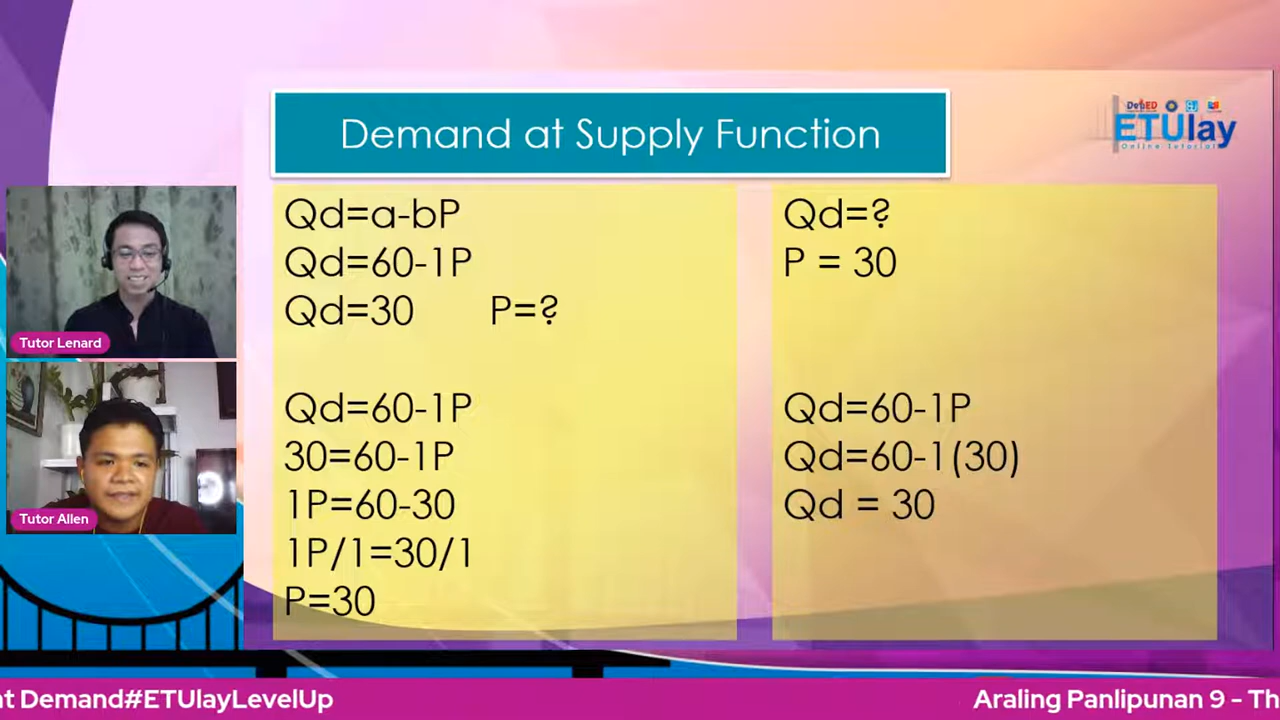 Demand at Supply Function
DepED
ETUlay
Online Tutorial
Qd=a-bP
Qd=60-1P
Qd=30 P=?
Qd=60-1P
30=60-1P
1P=60-30
1P/1=30/1
P=30
Qd=?
P = 30
Qd=60-1P
Qd=60-1(30)
Qd = 30
Tutor Lenard
Tutor Allen
at Demand#ETUlayLevelUp
Araling Panlipunan 9 - Th